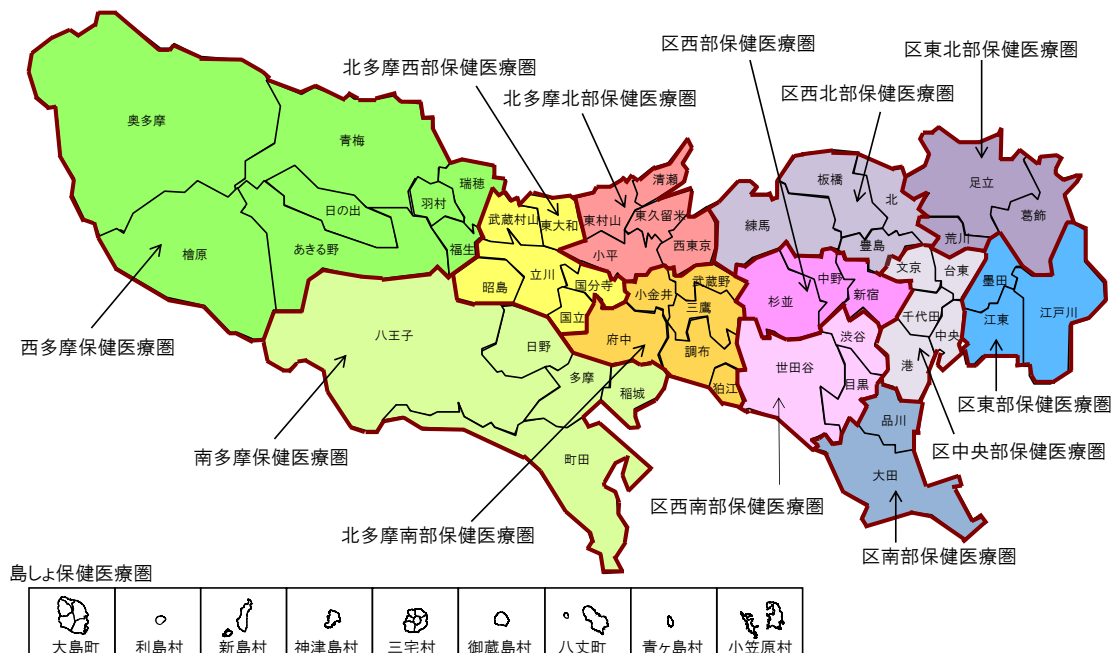 区西部保健医療圏
区東北部保健医療圏
北多摩西部保健医療圏
区西北部保健医療圏
北多摩北部保健医療圏
奥多摩
青梅
瑞穂
羽村
日の出
福生
あきる野
檜原
武蔵村山
東大和
東村山
清瀬
東久留米
小平
西東京
練馬
板橋
北
豊島
足立
葛飾
荒川
昭島
立川
国分寺
国立
小金井
武蔵野
三鷹
府中
調布
狛江
杉並
中野
新宿
文京
台東
千代田
中央
港
墨田
江東
江戸川
八王子
日野
多摩
稲城
町田
世田谷
渋谷
目黒
品川
大田
西多摩保健医療圏
南多摩保健医療圏
北多摩南部保健医療圏
区西南部保健医療圏
区東部保健医療圏
区中央部保健医療圏
区南部保健医療圏
島しょ保健医療圏
大島町
利島村
新島村
神津島村
三宅村
御蔵島村
八丈町
青ヶ島村
小笠原村